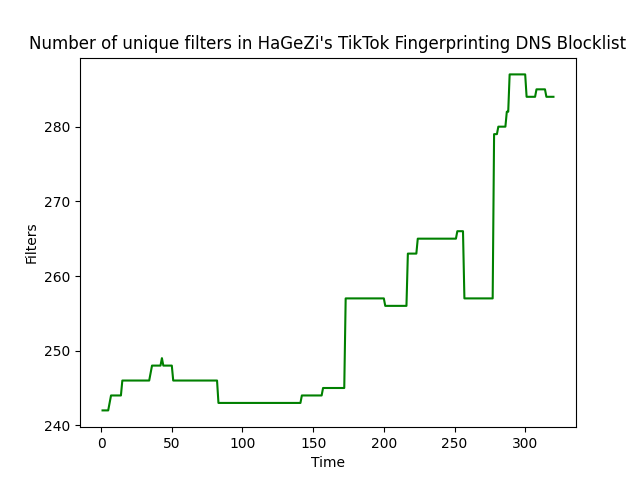 Number of unique filters in HaGeZi's TikTok Fingerprinting DNS Blocklist
280
270
260
250
240
Filters
0 50 100 150 200 250 300
Time